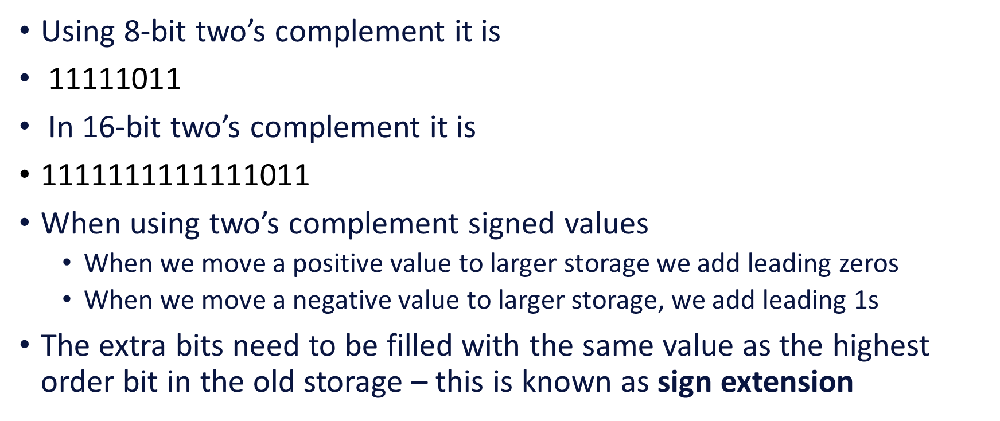 • Using 8-bit two’s complement it is
• 11111011
• In 16-bit two’s complement it is
• 1111111111111011
• When using two’s complement signed values
• When we move a positive value to larger storage we add leading zeros
• When we move a negative value to larger storage, we add leading 1s
• The extra bits need to be filled with the same value as the highest
order bit in the old storage – this is known as sign extension